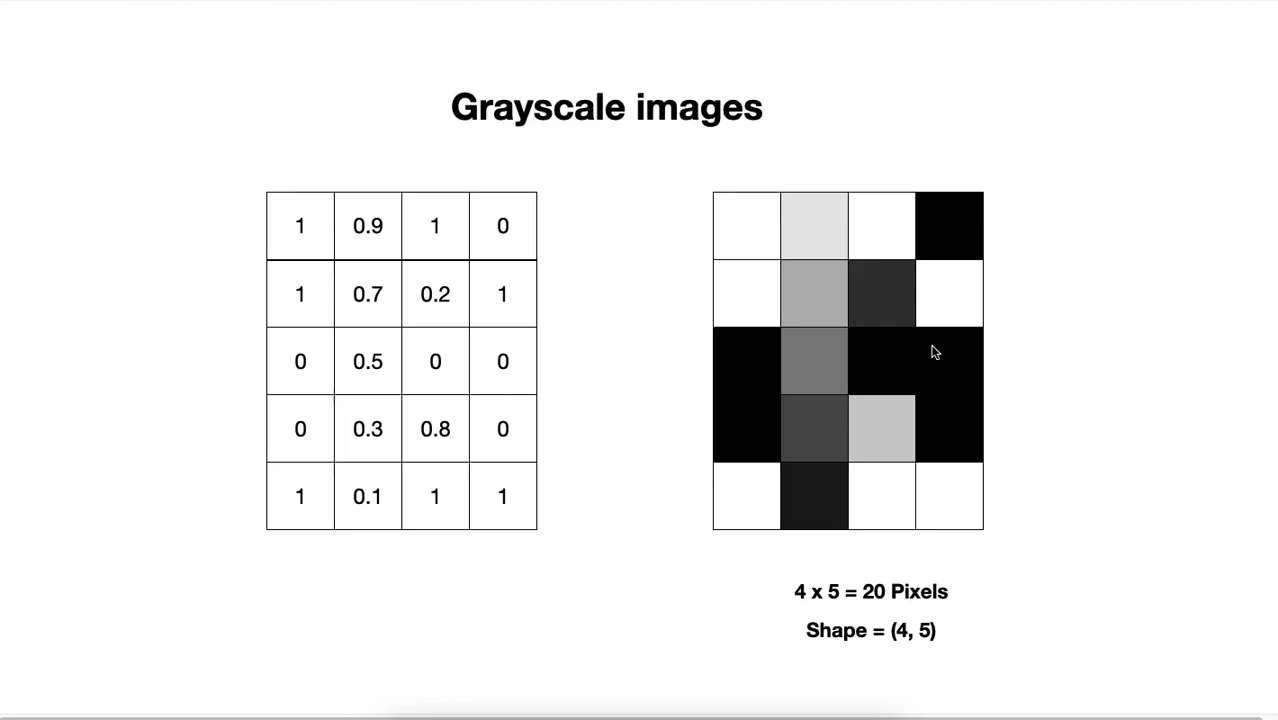 Grayscale images
1 0.9 1 0
1 0.7 0.2 1
0 0.5 0 0
0 0.3 0.8 0
1 0.1 1 1
4 x 5 = 20 Pixels
Shape = (4, 5)